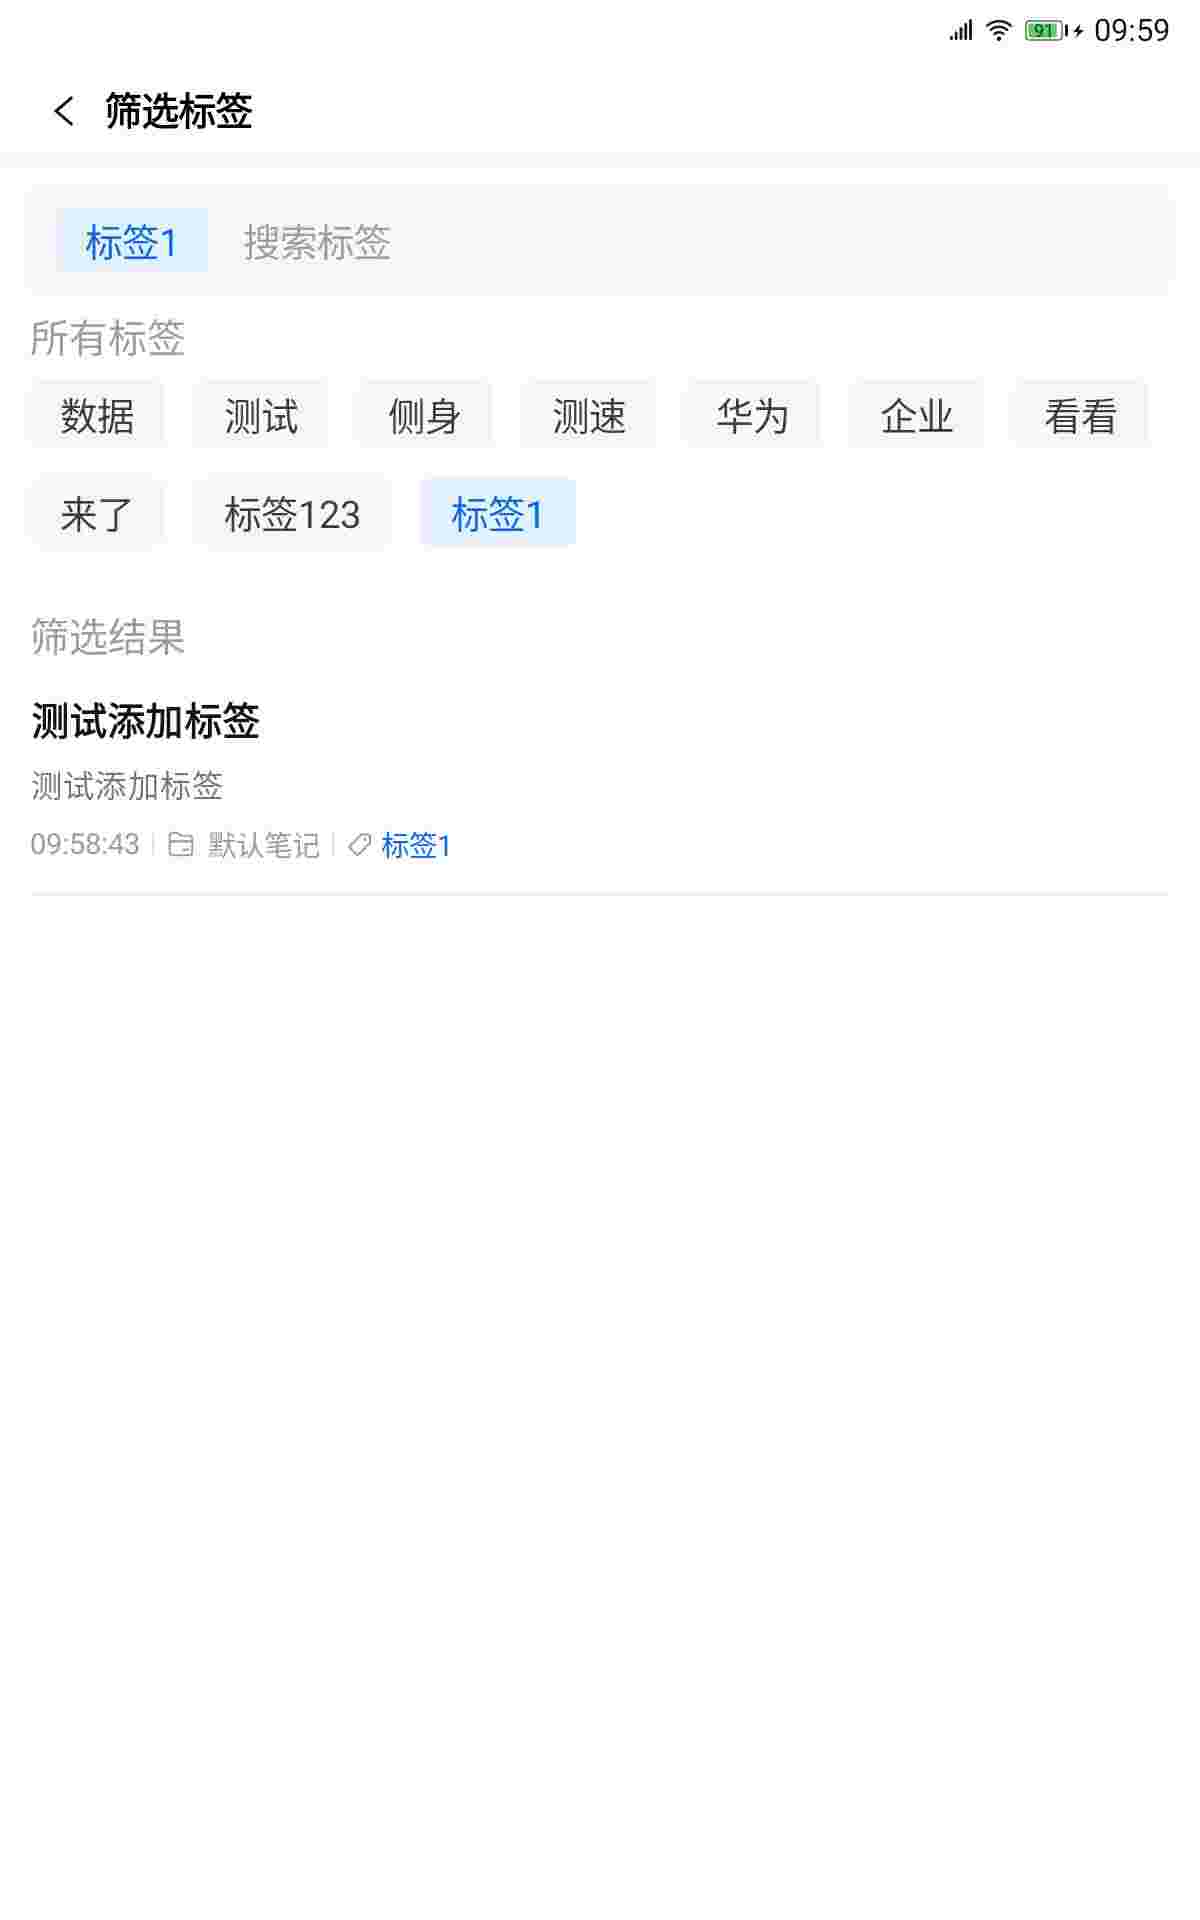 91 09:59
筛选标签
标签1 搜索标签
所有标签
数据 测试 侧身 测速 华为 企业 看看
来了 标签123 标签1
筛选结果
测试添加标签
测试添加标签
09:58:43 默认笔记 标签1